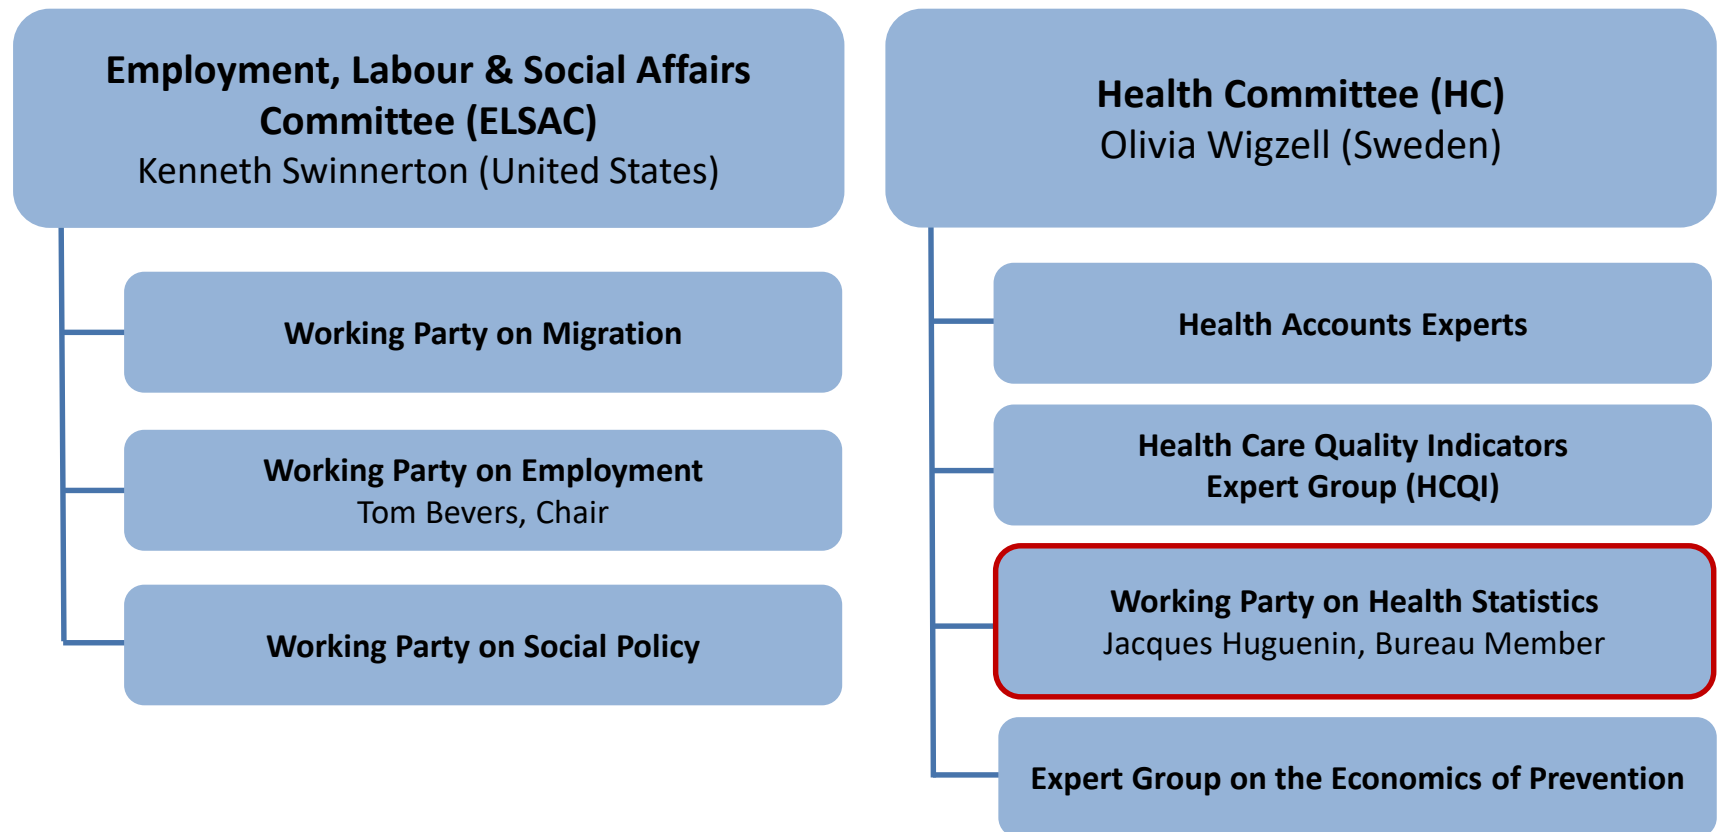 Employment, Labour & Social Affairs
Committee (ELSAC)
Kenneth Swinnerton (United States)
Working Party on Migration
Working Party on Employment
Tom Bevers, Chair
Working Party on Social Policy
Health Committee (HC)
Olivia Wigzell (Sweden)
Health Accounts Experts
Health Care Quality Indicators
Expert Group (HCQI)
Working Party on Health Statistics
Jacques Huguenin, Bureau Member
Expert Group on the Economics of Prevention